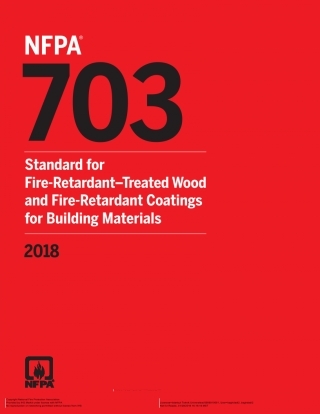 NFPA®
703
Standard for
Fire-Retardant–Treated Wood
and Fire-Retardant Coatings
for Building Materials
2018
NFPA®